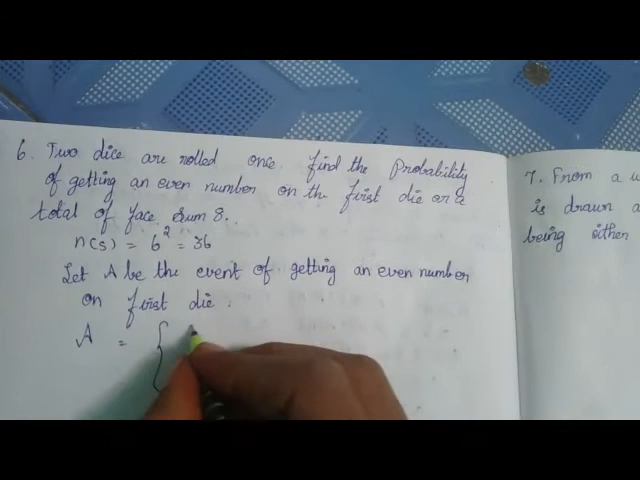 6. Two dice are rolled once. find the Probability
of getting an even number on the first die or a
total of face sum 8.
n(s) = 6² = 36
Let A be the event of getting an even number
on first die.
A = {
7. From a
is drawn
being either